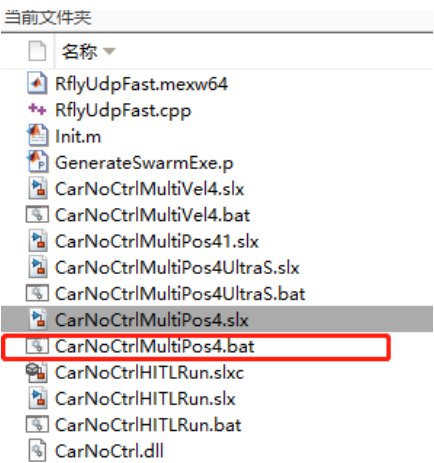 当前文件夹
名称
RflyUdpFast.mexw64
RflyUdpFast.cpp
Init.m
GenerateSwarmExe.p
CarNoCtrlMultiVel4.slx
CarNoCtrlMultiVel4.bat
CarNoCtrlMultiPos41.slx
CarNoCtrlMultiPos4UltraS.slx
CarNoCtrlMultiPos4UltraS.bat
CarNoCtrlMultiPos4.slx
CarNoCtrlMultiPos4.bat
CarNoCtrlHITLRun.slxc
CarNoCtrlHITLRun.slx
CarNoCtrlHITLRun.bat
CarNoCtrl.dll